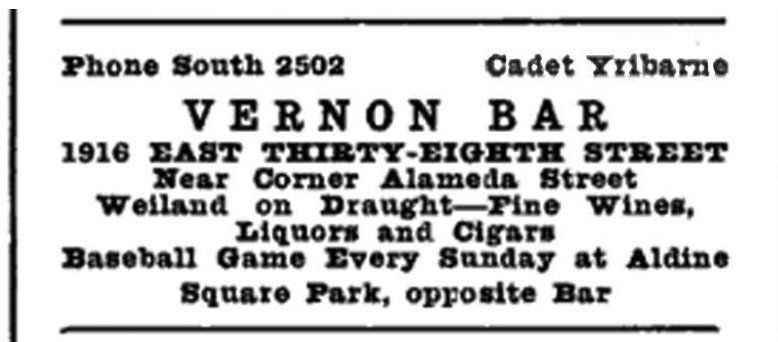 Phone South 2502 Cadet Yribarne
VERNON BAR
1916 EAST THIRTY-EIGHTH STREET
Near Corner Alameda Street
Weiland on Draught—Fine Wines,
Liquors and Cigars
Baseball Game Every Sunday at Aldine
Square Park, opposite Bar